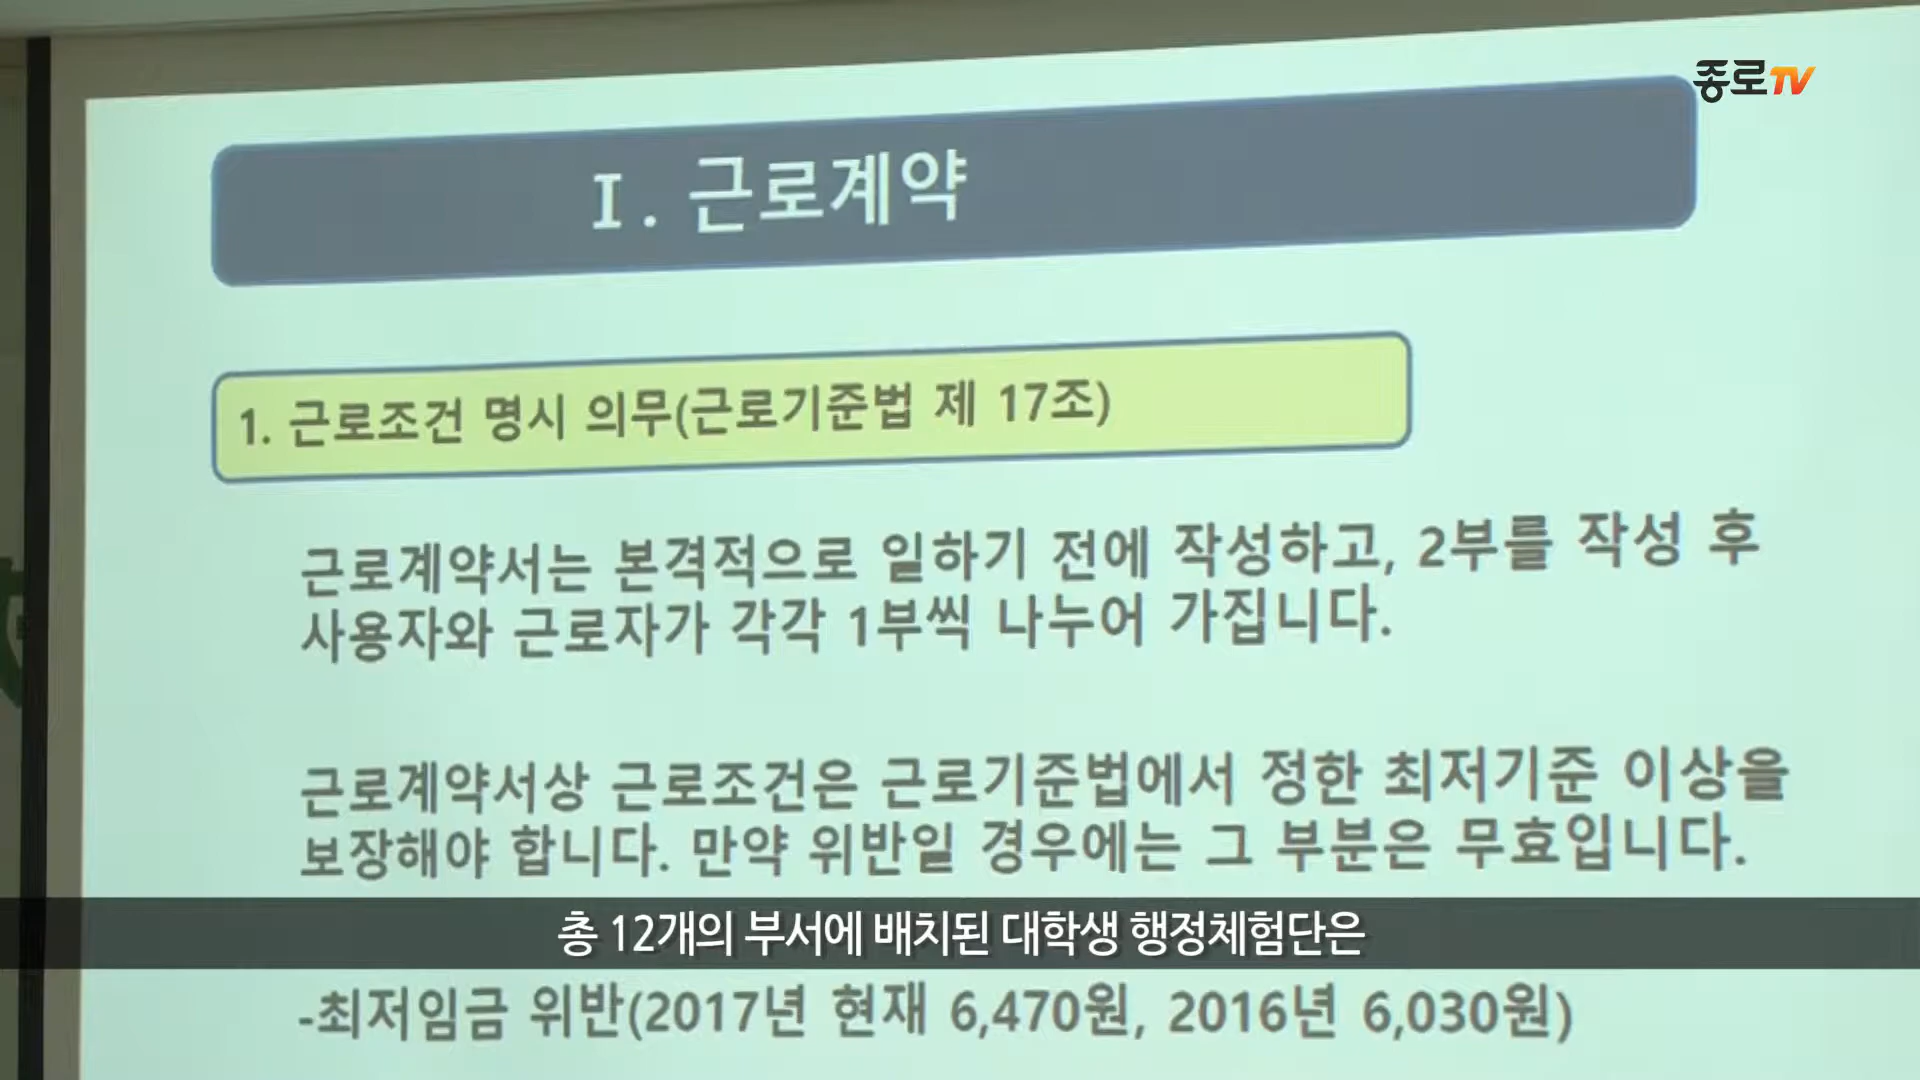 종로TV
I. 근로계약
1. 근로조건 명시 의무(근로기준법 제 17조)
근로계약서는 본격적으로 일하기 전에 작성하고, 2부를 작성 후
사용자와 근로자가 각각 1부씩 나누어 가집니다.
근로계약서상 근로조건은 근로기준법에서 정한 최저기준 이상을
보장해야 합니다. 만약 위반일 경우에는 그 부분은 무효입니다.
총 12개의 부서에 배치된 대학생 행정체험단은
-최저임금 위반(2017년 현재 6,470원, 2016년 6,030원)